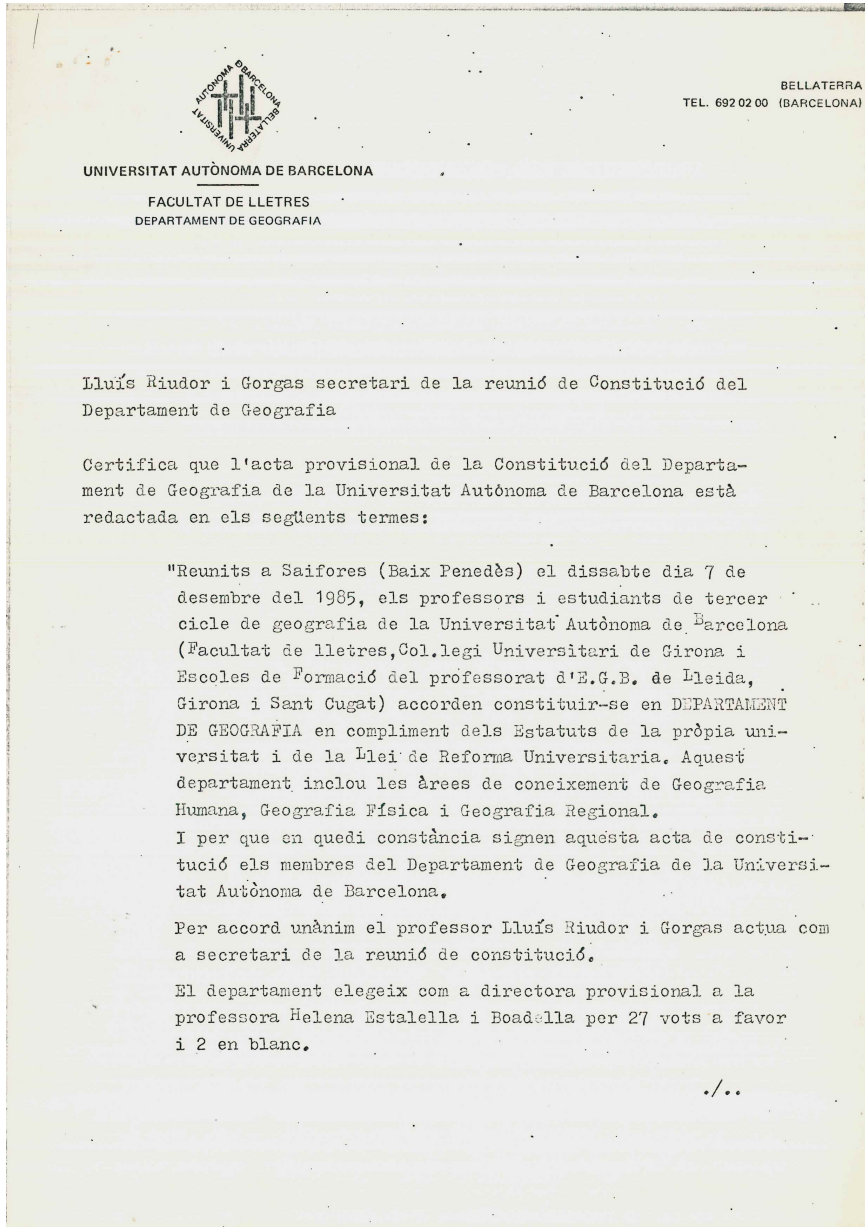 UNIVERSITAT AUTÒNOMA DE BARCELONA BELLATERRA
BELLATERRA
TEL. 692 02 00 (BARCELONA)
UNIVERSITAT AUTÒNOMA DE BARCELONA
FACULTAT DE LLETRES
DEPARTAMENT DE GEOGRAFIA
Lluís Riudor i Gorgas secretari de la reunió de Constitució del
Departament de Geografia
Certifica que l'acta provisional de la Constitució del Departa-
ment de Geografia de la Universitat Autònoma de Barcelona està
redactada en els següents termes:
"Reunits a Saifores (Baix Penedès) el dissabte dia 7 de
desembre del 1985, els professors i estudiants de tercer
cicle de geografia de la Universitat Autònoma de Barcelona
(Facultat de lletres,Col.legi Universitari de Girona i
Escoles de Formació del professorat d'E.G.B. de Lleida,
Girona i Sant Cugat) accorden constituir-se en DEPARTAMENT
DE GEOGRAFIA en compliment dels Estatuts de la pròpia uni-
versitat i de la Llei de Reforma Universitaria. Aquest
departament inclou les àrees de coneixement de Geografia
Humana, Geografia Física i Geografia Regional.
I per que en quedi constància signen aquesta acta de consti-
tució els membres del Departament de Geografia de la Universi-
tat Autònoma de Barcelona.
Per accord unànim el professor Lluís Riudor i Gorgas actua com
a secretari de la reunió de constitució.
El departament elegeix com a directora provisional a la
professora Helena Estalella i Boadella per 27 vots a favor
i 2 en blanc.
./..